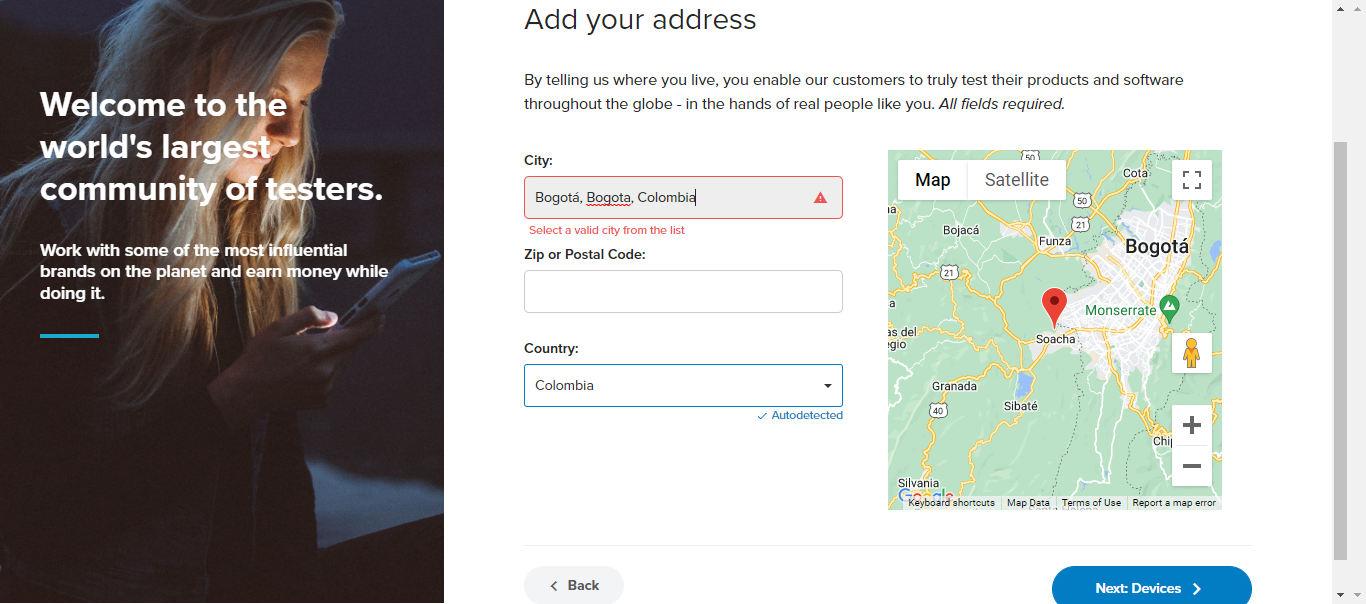 Welcome to the
world's largest
community of testers.
Work with some of the most influential
brands on the planet and earn money while
doing it.
Add your address
By telling us where you live, you enable our customers to truly test their products and software
throughout the globe - in the hands of real people like you. All fields required.
City:
Bogotá, Bogota, Colombia
Select a valid city from the list
Zip or Postal Code:
Country:
Colombia
Autodetected
Map
Satellite
50
Cota
50
21
Bojacá
Funza
Bogotá
21
Monserrate
as del
egio
Soacha
Granada
40
Sibaté
Chip
Silvania
Google
Keyboard shortcuts
Map Data
Terms of Use
Report a map error
Back
Next: Devices